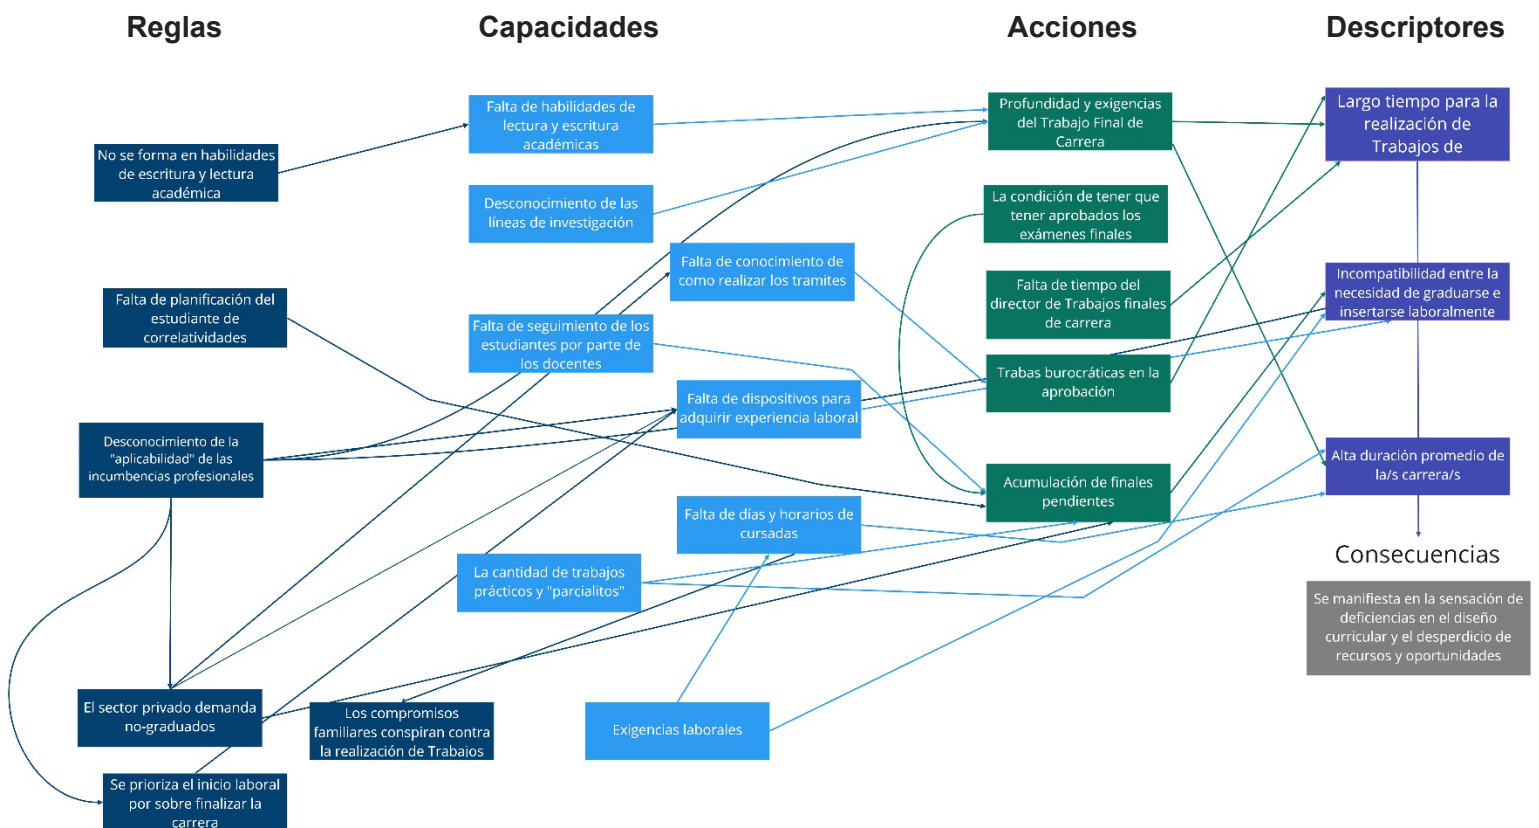 Reglas
Capacidades
Acciones
Descriptores
No se forma en habilidades
de escritura y lectura
académica
Falta de planificación del
estudiante de
correlatividades
Desconocimiento de la
"aplicabilidad" de las
incumbencias profesionales
El sector privado demanda
no-graduados
Se prioriza el inicio laboral
por sobre finalizar la
carrera
Los compromisos
familiares conspiran contra
la realización de Trabajos
Falta de habilidades de
lectura y escritura
académicas
Desconocimiento de las
líneas de investigación
Falta de conocimiento de
como realizar los tramites
Falta de seguimiento de los
estudiantes por parte de
los docentes
Falta de dispositivos para
adquirir experiencia laboral
Falta de días y horarios de
cursadas
La cantidad de trabajos
prácticos y "parcialitos"
Exigencias laborales
Profundidad y exigencias
del Trabajo Final de
Carrera
La condición de tener que
tener aprobados los
exámenes finales
Falta de tiempo del
director de Trabajos finales
de carrera
Trabas burocráticas en la
aprobación
Acumulación de finales
pendientes
Largo tiempo para la
realización de
Trabajos de
Incompatibilidad entre la
necesidad de graduarse e
insertarse laboralmente
Alta duración promedio de
la/s carrera/s
Consecuencias
Se manifiesta en la sensación de
deficiencias en el diseño
curricular y el desperdicio de
recursos y oportunidades